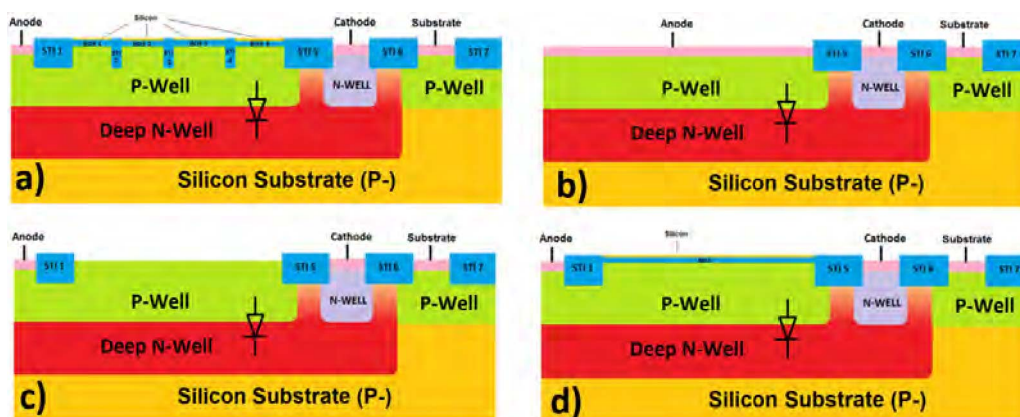 Anode
Silicon
Cathode
Substrate
STI 1
STI 5
STI 6
STI 7
P-Well
N-WELL
P-Well
Deep N-Well
Silicon Substrate (P-)
a)
Anode
Cathode
Substrate
STI 5
STI 6
STI 7
P-Well
N-WELL
P-Well
Deep N-Well
Silicon Substrate (P-)
b)
Anode
Cathode
Substrate
STI 1
STI 5
STI 6
STI 7
P-Well
N-WELL
P-Well
Deep N-Well
Silicon Substrate (P-)
c)
Anode
Silicon
Cathode
Substrate
STI 1
STI 5
STI 6
STI 7
P-Well
N-WELL
P-Well
Deep N-Well
Silicon Substrate (P-)
d)